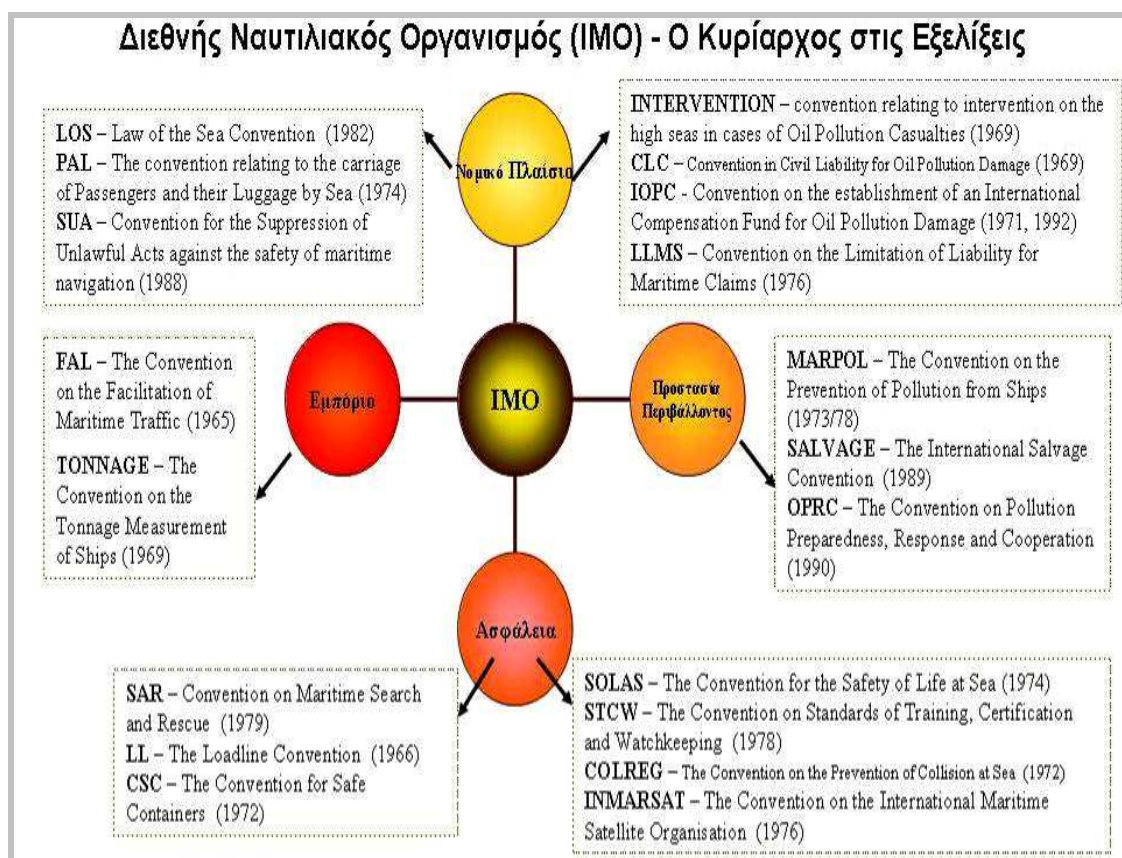 Διεθνής Ναυτιλιακός Οργανισμός (IMO) - Ο Κυρίαρχος στις Εξελίξεις
LOS – Law of the Sea Convention (1982)
PAL – The convention relating to the carriage
of Passengers and their Luggage by Sea (1974)
SUA – Convention for the Suppression of
Unlawful Acts against the safety of maritime
navigation (1988)
Νομικό Πλαίσιο
INTERVENTION – convention relating to intervention on the
high seas in cases of Oil Pollution Casualties (1969)
CLC – Convention in Civil Liability for Oil Pollution Damage (1969)
IOPC - Convention on the establishment of an International
Compensation Fund for Oil Pollution Damage (1971, 1992)
LLMS – Convention on the Limitation of Liability for
Maritime Claims (1976)
FAL – The Convention
on the Facilitation of
Maritime Traffic (1965)
TONNAGE – The
Convention on the
Tonnage Measurement
of Ships (1969)
Εμπόριο
IMO
Προστασία
Περιβάλλοντος
MARPOL – The Convention on the
Prevention of Pollution from Ships
(1973/78)
SALVAGE – The International Salvage
Convention (1989)
OPRC – The Convention on Pollution
Preparedness, Response and Cooperation
(1990)
Ασφάλεια
SAR – Convention on Maritime Search
and Rescue (1979)
LL – The Loadline Convention (1966)
CSC – The Convention for Safe
Containers (1972)
SOLAS – The Convention for the Safety of Life at Sea (1974)
STCW – The Convention on Standards of Training, Certification
and Watchkeeping (1978)
COLREG – The Convention on the Prevention of Collision at Sea (1972)
INMARSAT – The Convention on the International Maritime
Satellite Organisation (1976)